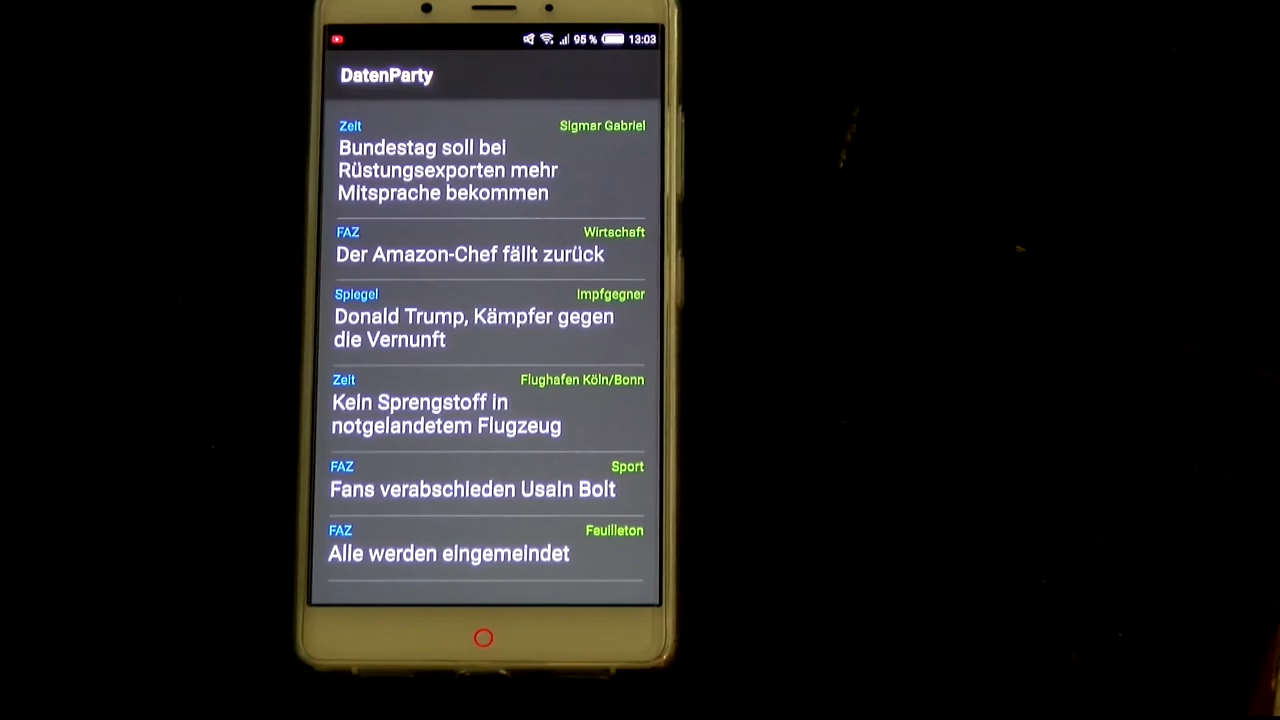 95 % 13:03
DatenParty
Zeit Sigmar Gabriel
Bundestag soll bei
Rüstungsexporten mehr
Mitsprache bekommen
FAZ Wirtschaft
Der Amazon-Chef fällt zurück
Spiegel Impfgegner
Donald Trump, Kämpfer gegen
die Vernunft
Zeit Flughafen Köln/Bonn
Kein Sprengstoff in
notgelandetem Flugzeug
FAZ Sport
Fans verabschieden Usain Bolt
FAZ Feuilleton
Alle werden eingemeindet